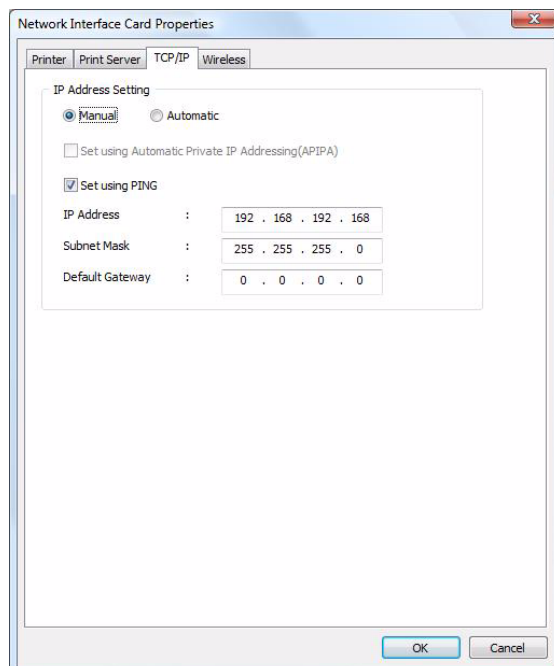 Network Interface Card Properties
Printer Print Server TCP/IP Wireless
IP Address Setting
Manual Automatic
Set using Automatic Private IP Addressing(APIPA)
Set using PING
IP Address : 192 . 168 . 192 . 168
Subnet Mask : 255 . 255 . 255 . 0
Default Gateway : 0 . 0 . 0 . 0
OK Cancel